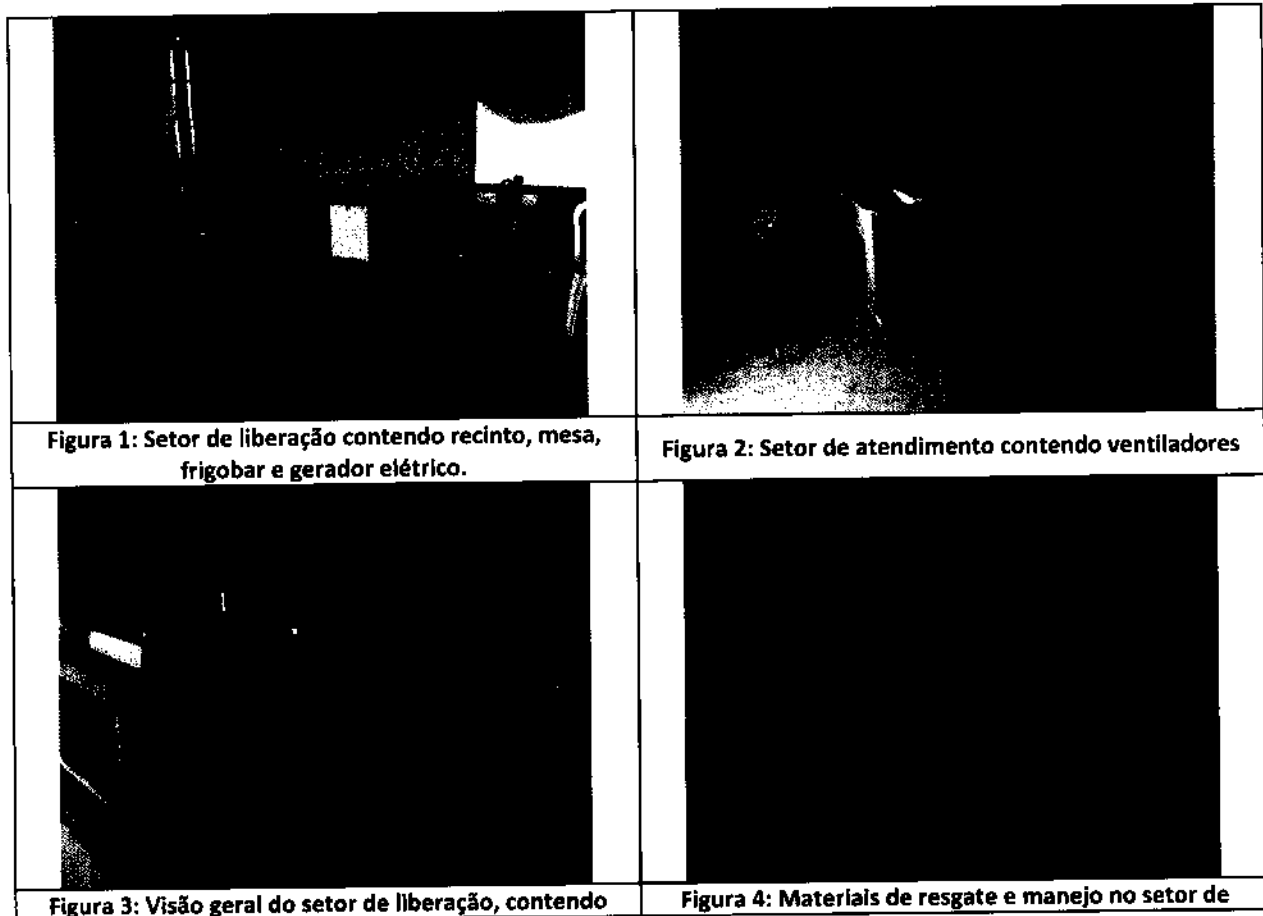 Figura 1: Setor de liberação contendo recinto, mesa,
frigobar e gerador elétrico.
Figura 2: Setor de atendimento contendo ventiladores
Figura 3: Visão geral do setor de liberação, contendo
Figura 4: Materiais de resgate e manejo no setor de